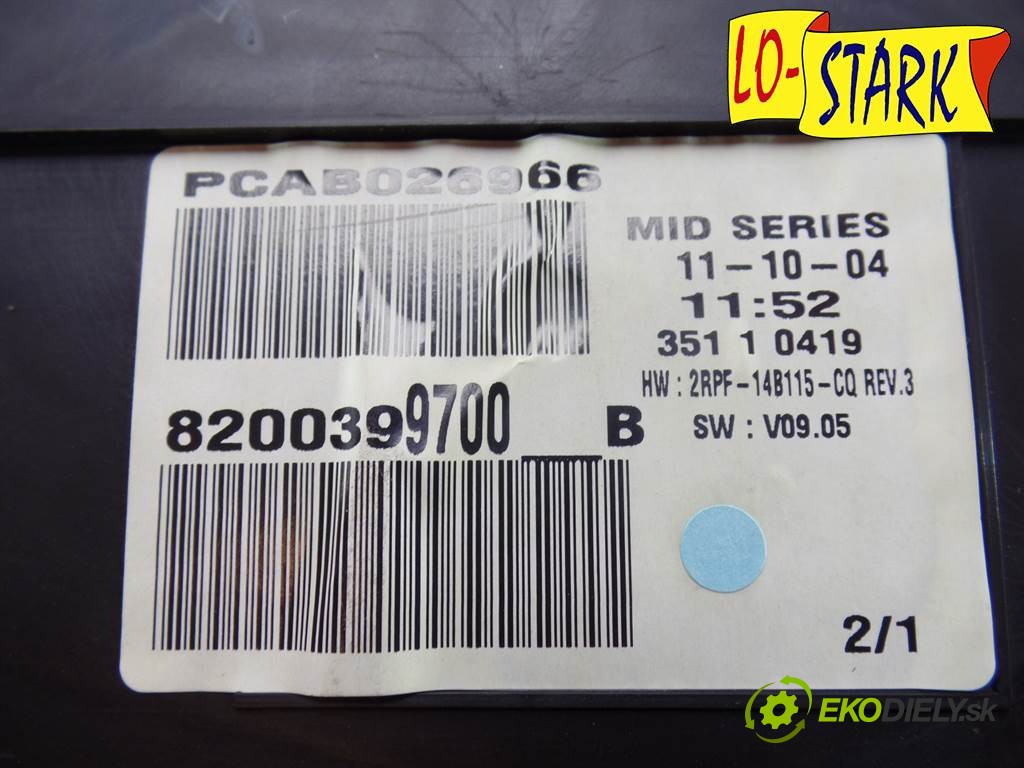 LO-STARK
PCAB026966
MID SERIES
11-10-04
11:52
351 1 0419
HW : 2RPF-14B115-CQ REV.3
8200399700___B
SW : V09.05
2/1
EKODIELY.sk